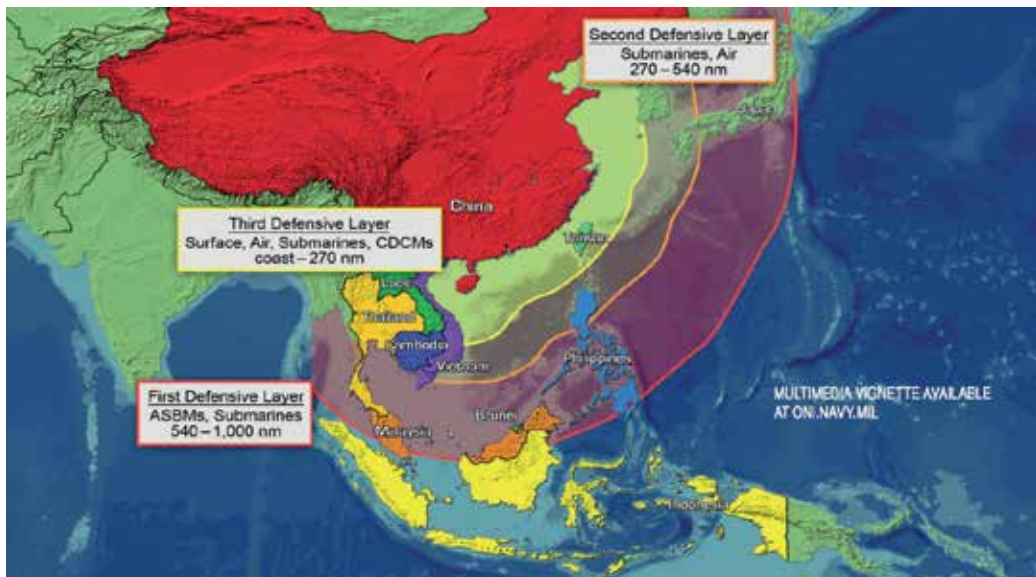 Second Defensive Layer
Submarines, Air
270 – 540 nm
Japan
China
Third Defensive Layer
Surface, Air, Submarines, CDCMs
coast – 270 nm
Taiwan
Laos
Thailand
Cambodia
Vietnam
Philippines
First Defensive Layer
ASBMs, Submarines
540 – 1,000 nm
MULTIMEDIA VIGNETTE AVAILABLE
AT ONI.NAVY.MIL
Brunei
Malaysia
Indonesia